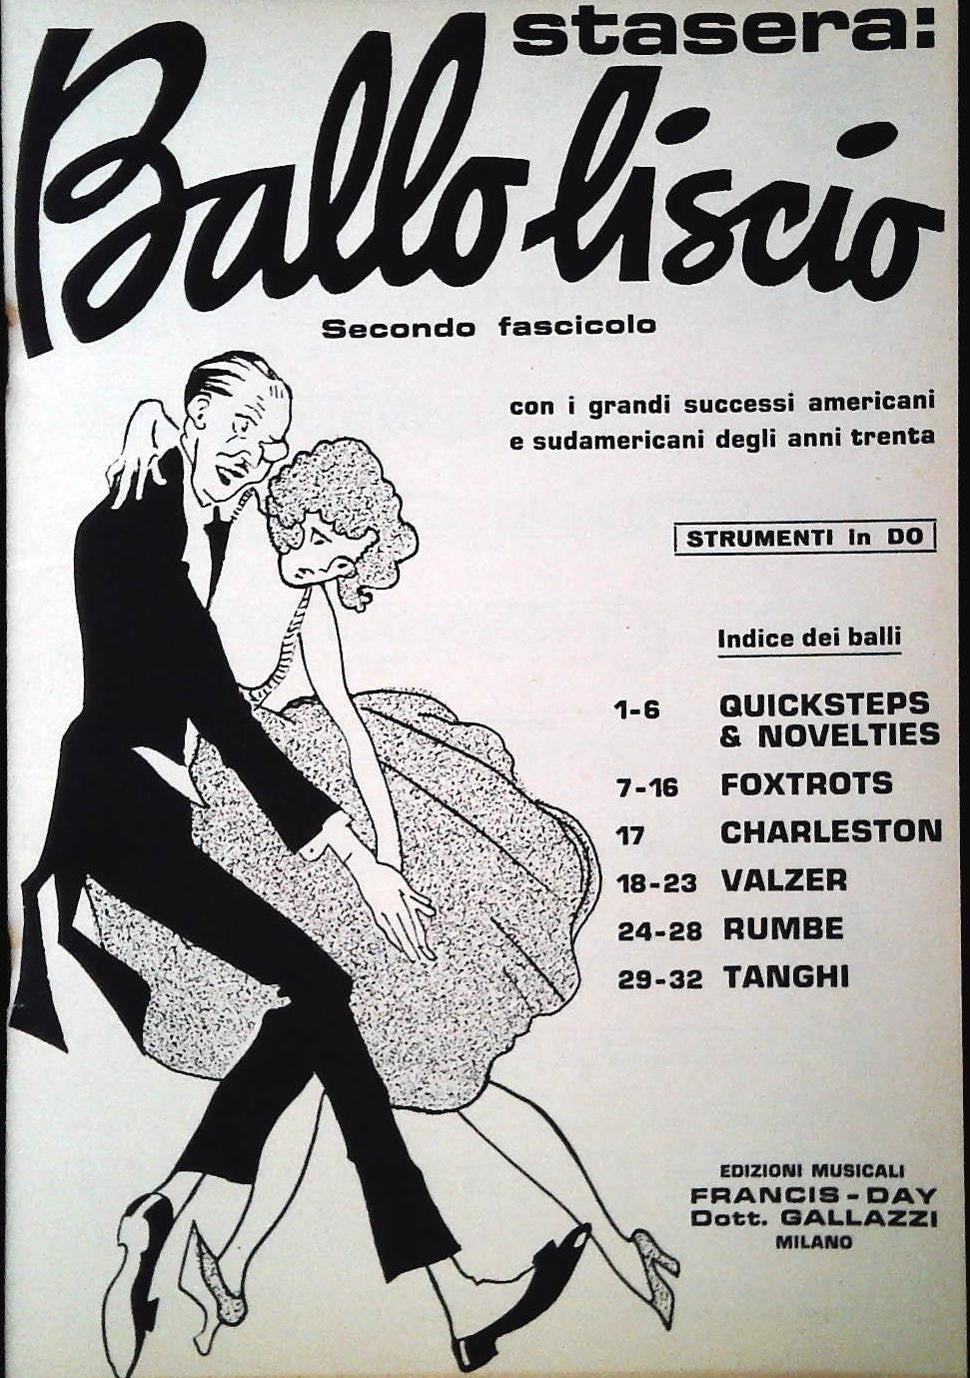 stasera:
Ballo liscio
Secondo fascicolo
con i grandi successi americani
e sudamericani degli anni trenta
STRUMENTI in DO
Indice dei balli
1-6 QUICKSTEPS
& NOVELTIES
7-16 FOXTROTS
17 CHARLESTON
18-23 VALZER
24-28 RUMBE
29-32 TANGHI
EDIZIONI MUSICALI
FRANCIS-DAY
Dott. GALLAZZI
MILANO